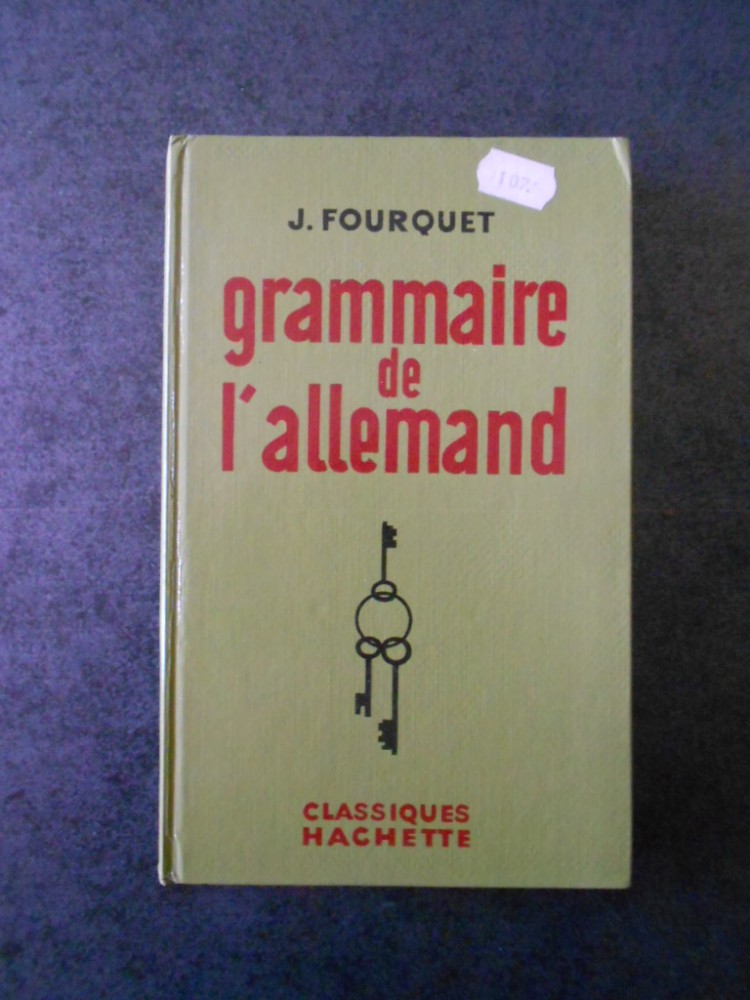 J. FOURQUET
grammaire
de
l'allemand
CLASSIQUES
HACHETTE